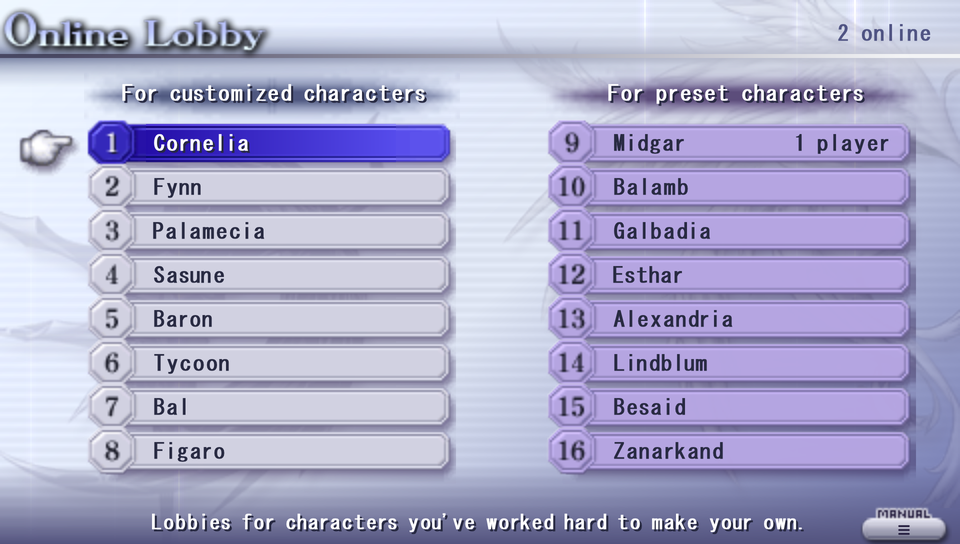 Online Lobby
2 online
For customized characters
1 Cornelia
2 Fynn
3 Palamecia
4 Sasune
5 Baron
6 Tycoon
7 Bal
8 Figaro
For preset characters
9 Midgar 1 player
10 Balamb
11 Galbadia
12 Esthar
13 Alexandria
14 Lindblum
15 Besaid
16 Zanarkand
Lobbies for characters you've worked hard to make your own.
MANUAL